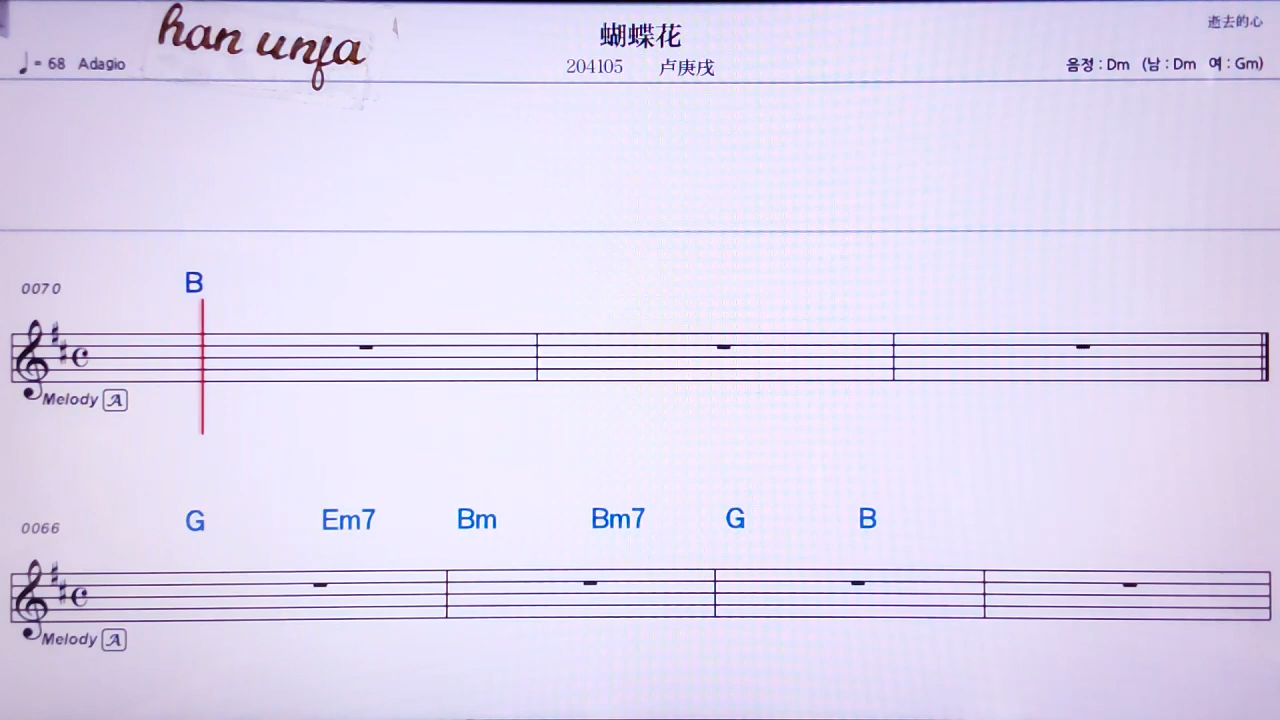 han unfa
蝴蝶花
逝去的心
♩ = 68 Adagio
204105 卢庚戌
음정 : Dm (남 : Dm 여 : Gm)
0070 B
Melody A
0066 G Em7 Bm Bm7 G B
Melody A